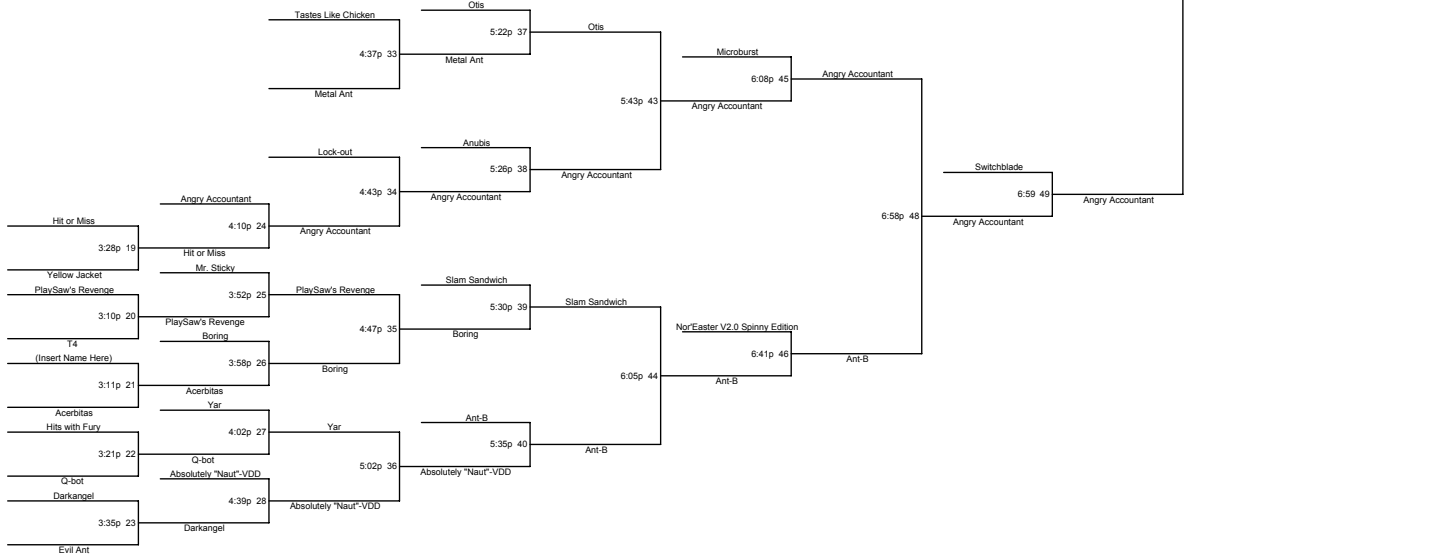 Otis
Tastes Like Chicken
5:22p 37
Otis
4:37p 33
Metal Ant
Microburst
6:08p 45
Angry Accountant
Metal Ant
5:43p 43
Angry Accountant
Anubis
Lock-out
5:26p 38
Angry Accountant
Switchblade
4:43p 34
Angry Accountant
6:59 49
Angry Accountant
Angry Accountant
6:58p 48
Angry Accountant
Hit or Miss
4:10p 24
Angry Accountant
3:28p 19
Hit or Miss
Yellow Jacket
Mr. Sticky
Slam Sandwich
PlaySaw's Revenge
3:52p 25
PlaySaw's Revenge
5:30p 39
Slam Sandwich
3:10p 20
PlaySaw's Revenge
4:47p 35
Boring
Nor'Easter V2.0 Spinny Edition
T4
Boring
(Insert Name Here)
3:58p 26
Boring
6:41p 46
Ant-B
3:11p 21
Acerbitas
6:05p 44
Ant-B
Acerbitas
Yar
Ant-B
Hits with Fury
4:02p 27
Yar
5:35p 40
Ant-B
3:21p 22
Q-bot
5:02p 36
Absolutely "Naut"-VDD
Q-bot
Absolutely "Naut"-VDD
Darkangel
4:39p 28
Absolutely "Naut"-VDD
3:35p 23
Darkangel
Evil Ant